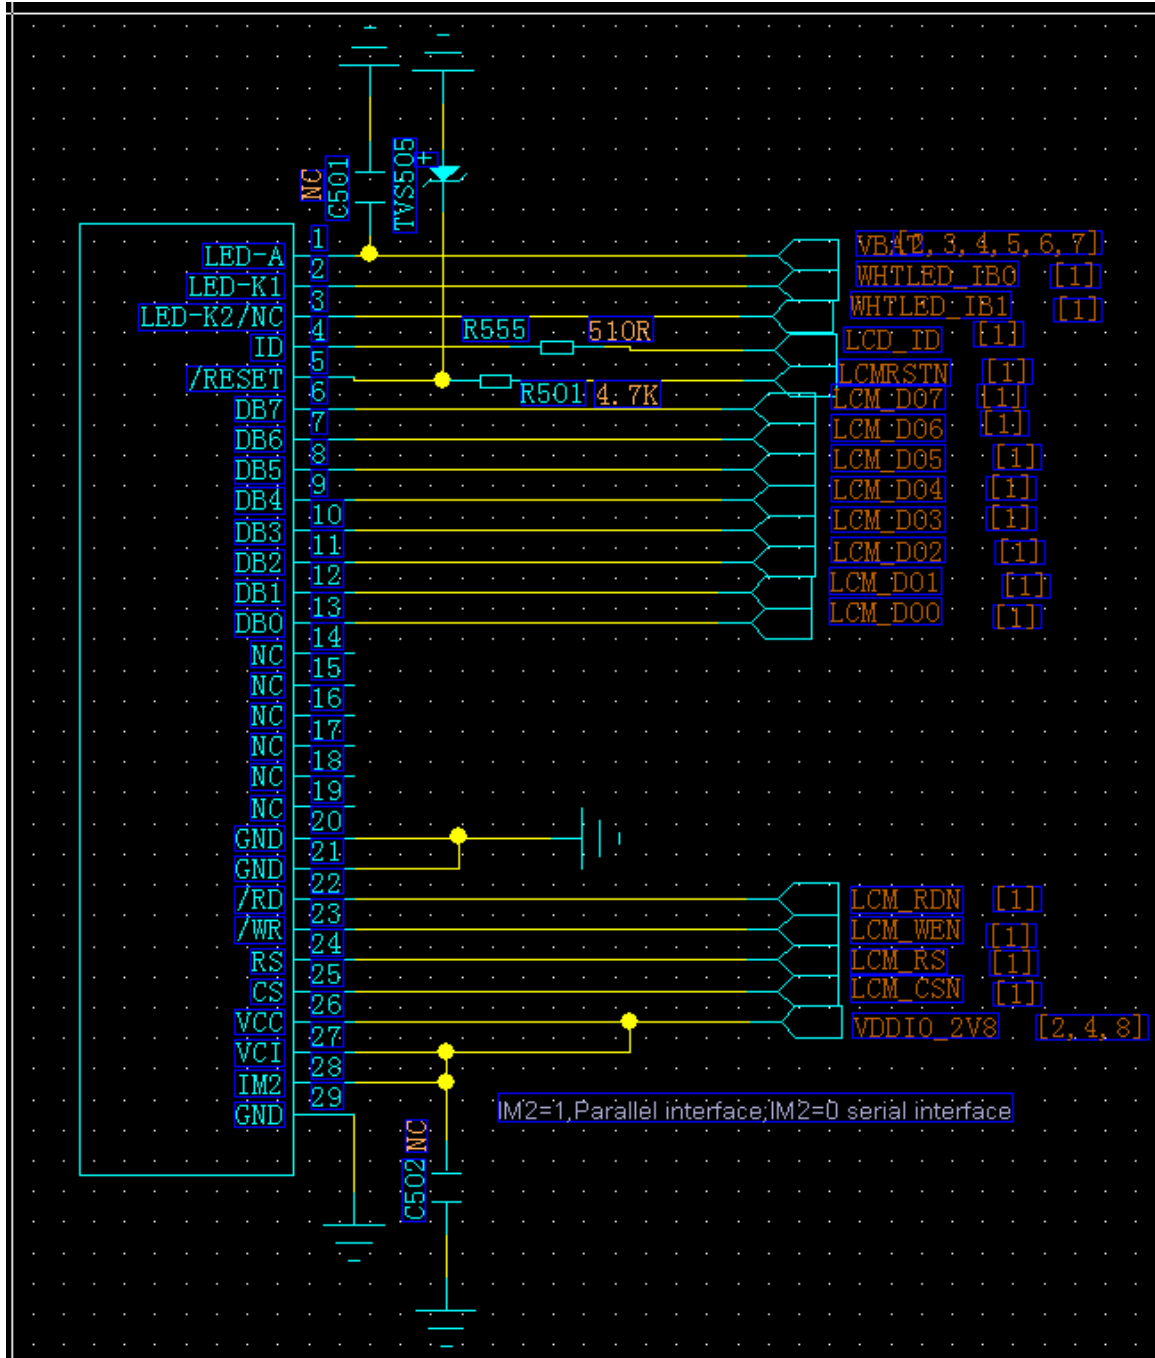 NC
C501
TVS505
+
1
LED-A
VBAT [2, 3, 4, 5, 6, 7]
2
LED-K1
WHTLED_IB0 [1]
3
LED-K2/NC
WHTLED_IB1 [1]
4
ID
R555 510R
LCD_ID [1]
5
/RESET
R501 4.7K
LCMRSTN [1]
6
DB7
LCM_D07 [1]
7
DB6
LCM_D06 [1]
8
DB5
LCM_D05 [1]
9
DB4
LCM_D04 [1]
10
DB3
LCM_D03 [1]
11
DB2
LCM_D02 [1]
12
DB1
LCM_D01 [1]
13
DB0
LCM_D00 [1]
14
NC
15
NC
16
NC
17
NC
18
NC
19
NC
20
GND
21
GND
22
/RD
LCM_RDN [1]
23
/WR
LCM_WEN [1]
24
RS
LCM_RS [1]
25
CS
LCM_CSN [1]
26
VCC
VDDIO_2V8 [2, 4, 8]
27
VCI
28
IM2
29
GND
IM2=1,Parallel interface;IM2=0 serial interface
NC
C502